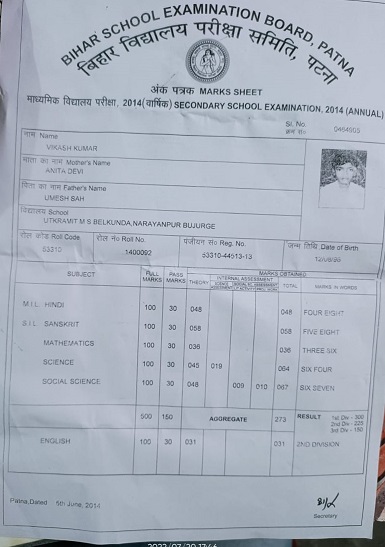 BIHAR SCHOOL EXAMINATION BOARD, PATNA
बिहार विद्यालय परीक्षा समिति, पटना
अंक पत्रक MARKS SHEET
माध्यमिक विद्यालय परीक्षा, 2014 (वार्षिक) SECONDARY SCHOOL EXAMINATION, 2014 (ANNUAL)
Sl. No.
क्रम सं० 0464905
नाम Name
VIKASH KUMAR
माता का नाम Mother's Name
ANITA DEVI
पिता का नाम Father's Name
UMESH SAH
विद्यालय School
UTKRAMIT M S BELKUNDA,NARAYANPUR BUJURGE
रोल कोड Roll Code रोल नं० Roll No. पंजीयन सं० Reg. No. जन्म तिथि Date of Birth
53310 1400092 53310-44513-13
SUBJECT FULL MARKS PASS MARKS THEORY MARKS OBTAINED TOTAL MARKS IN WORDS
INTERNAL ASSESSMENT
M.I.L. HINDI 100 30 048 048 FOUR EIGHT
S.I.L. SANSKRIT 100 30 058 058 FIVE EIGHT
MATHEMATICS 100 30 036 036 THREE SIX
SCIENCE 100 30 045 019 064 SIX FOUR
SOCIAL SCIENCE 100 30 048 009 010 067 SIX SEVEN
500 150 AGGREGATE 273 RESULT 1st Div - 300
2nd Div - 225
3rd Div - 150
ENGLISH 100 30 031 031 2ND DIVISION
Patna,Dated 6th June, 2014
Secretary